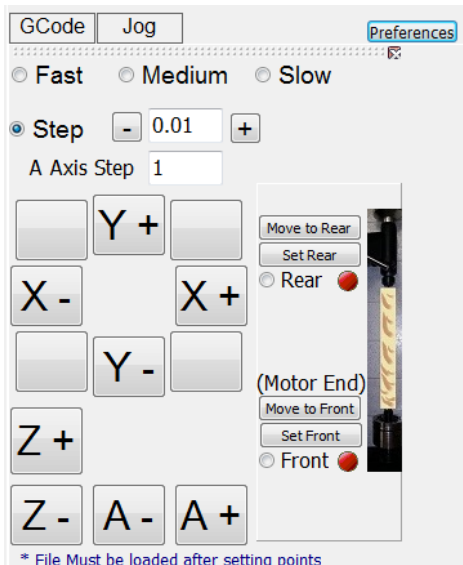 GCode Jog
Preferences
Fast Medium Slow
Step - 0.01 +
A Axis Step 1
Y +
X - X +
Y -
Z +
Z - A - A +
Move to Rear
Set Rear
Rear
(Motor End)
Move to Front
Set Front
Front
* File Must be loaded after setting points